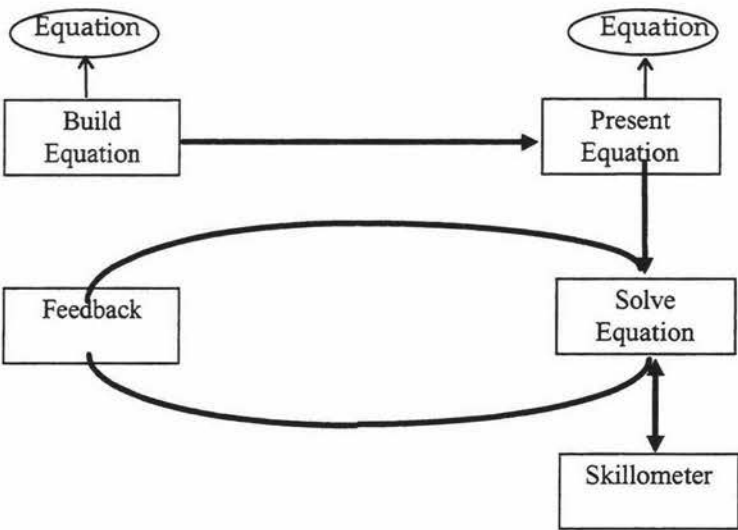 Equation
Equation
Build
Equation
Present
Equation
Feedback
Solve
Equation
Skillometer